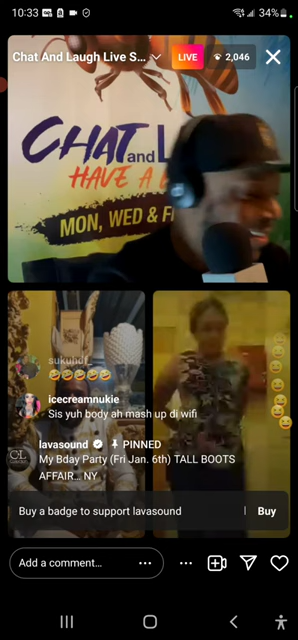 10:33
34%
Chat And Laugh Live S...
LIVE
2,046
CHAT and L
HAVE A
MON, WED & F
sukundi_
icecreamnukie
Sis yuh body ah mash up di wifi
lavasound PINNED
My Bday Party (Fri Jan. 6th) TALL BOOTS
AFFAIR... NY
Buy a badge to support lavasound
Buy
Add a comment...